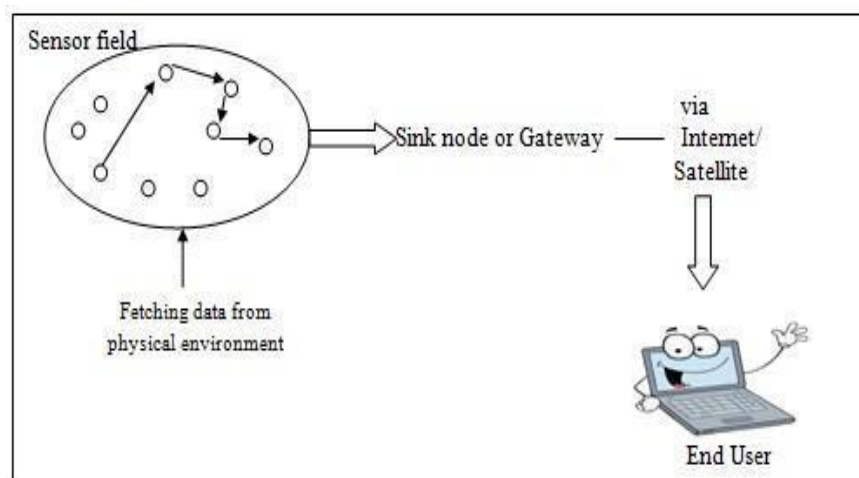 Sensor field
Sink node or Gateway
via
Internet/
Satellite
Fetching data from
physical environment
End User